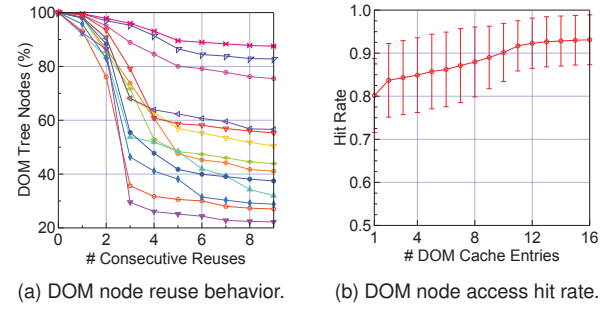 100
80
60
40
20
DOM Tree Nodes (%)
0 2 4 6 8
# Consecutive Reuses
(a) DOM node reuse behavior.
1.0
0.9
0.8
0.7
0.6
0.5
Hit Rate
1 4 8 12 16
# DOM Cache Entries
(b) DOM node access hit rate.